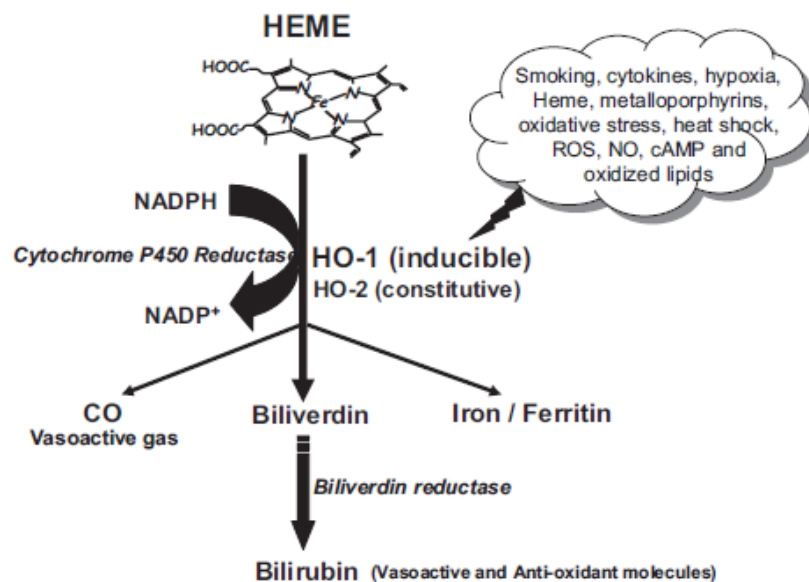 HEME
HOOC
HOOC
N
N
Fe
N
N
Smoking, cytokines, hypoxia,
Heme, metalloporphyrins,
oxidative stress, heat shock,
ROS, NO, cAMP and
oxidized lipids
NADPH
Cytochrome P450 Reductase
HO-1 (inducible)
HO-2 (constitutive)
NADP+
CO
Vasoactive gas
Biliverdin
Iron / Ferritin
Biliverdin reductase
Bilirubin (Vasoactive and Anti-oxidant molecules)